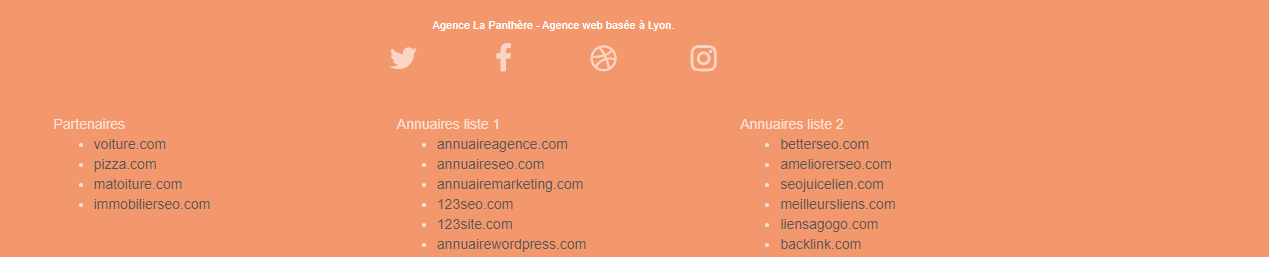 Agence La Panthère - Agence web basée à Lyon.
Partenaires
voiture.com
pizza.com
matoiture.com
immobilierseo.com
Annuaires liste 1
annuaireagence.com
annuaireseo.com
annuairemarketing.com
123seo.com
123site.com
annuairewordpress.com
Annuaires liste 2
betterseo.com
ameliorerseo.com
seojuicelien.com
meilleursliens.com
liensagogo.com
backlink.com